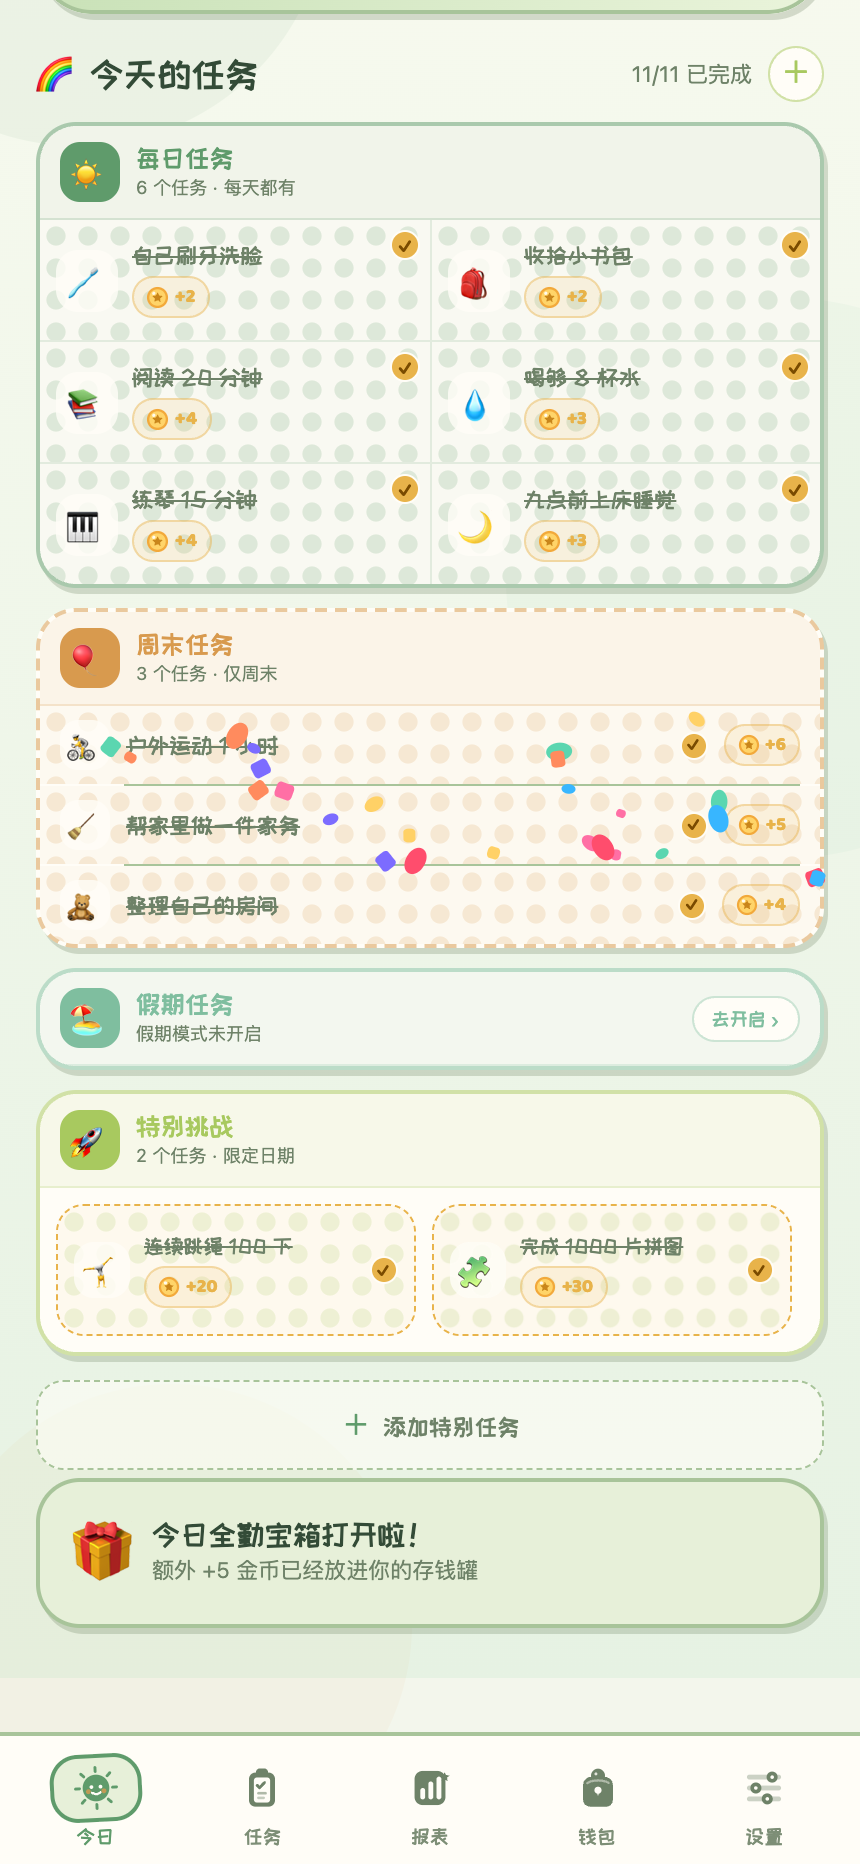 今天的任务
11/11 已完成
每日任务
6 个任务 · 每天都有
自己刷牙洗脸
+2
收拾小书包
+2
阅读 20 分钟
+4
喝够 8 杯水
+3
练琴 15 分钟
+4
九点前上床睡觉
+3
周末任务
3 个任务 · 仅周末
户外运动 1 小时
+6
帮家里做一件家务
+5
整理自己的房间
+4
假期任务
假期模式未开启
去开启 ›
特别挑战
2 个任务 · 限定日期
连续跳绳 100 下
+20
完成 1000 片拼图
+30
+ 添加特别任务
今日全勤宝箱打开啦！
额外 +5 金币已经放进你的存钱罐
今日
任务
报表
钱包
设置